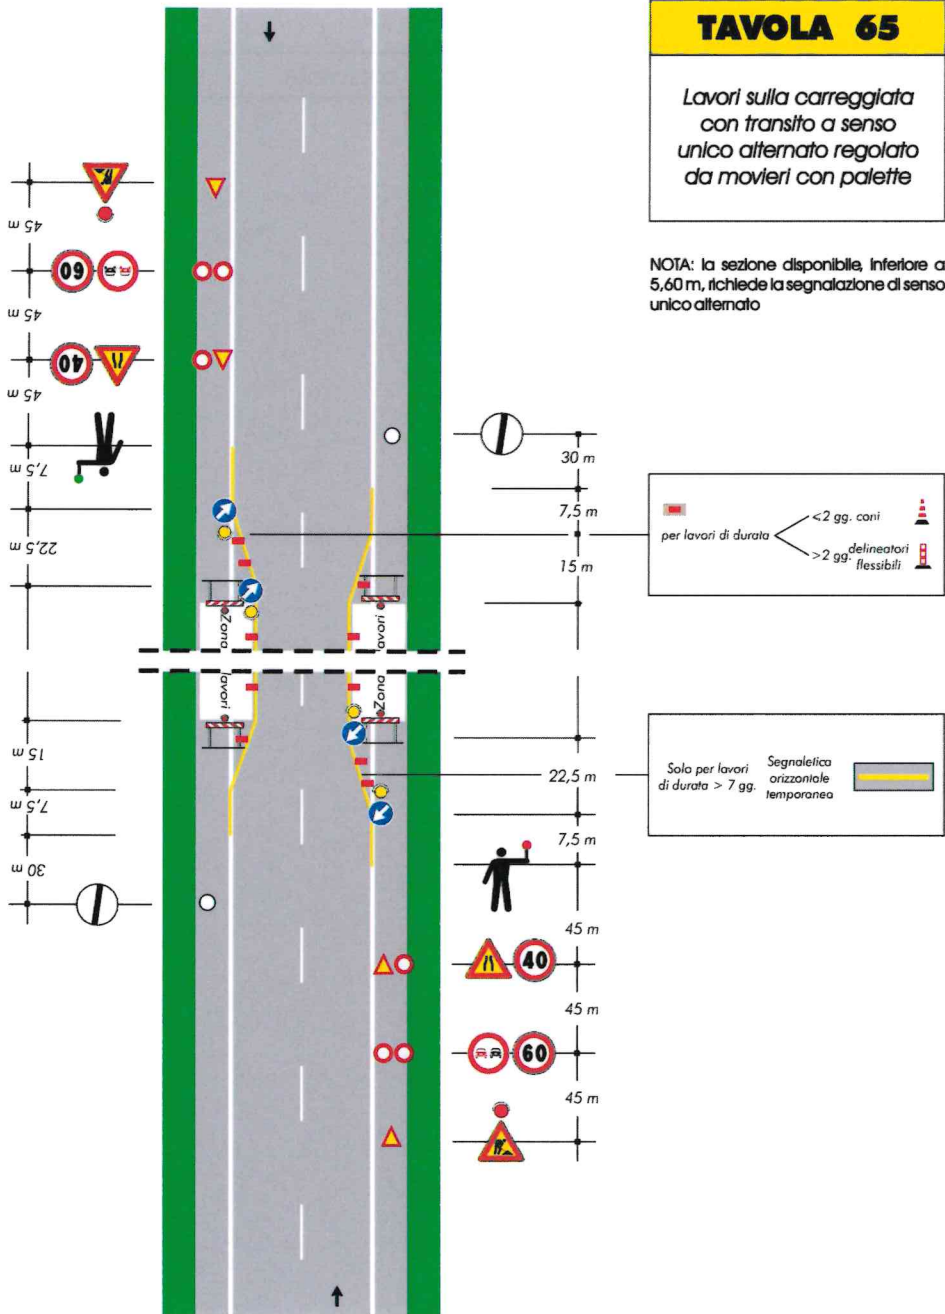 TAVOLA 65
Lavori sulla carreggiata
con transito a senso
unico alternato regolato
da movieri con palette
NOTA: la sezione disponibile, inferiore a
5,60 m, richiede la segnalazione di senso
unico alternato
45 m
60
45 m
40
45 m
7,5 m
22,5 m
30 m
7,5 m
15 m
per lavori di durata
<2 gg. coni
>2 gg. delineatori
flessibili
Zona
lavori
lavori
Zona
15 m
7,5 m
30 m
22,5 m
7,5 m
Solo per lavori
di durata > 7 gg.
Segnaletica
orizzontale
temporanea
45 m
40
45 m
60
45 m